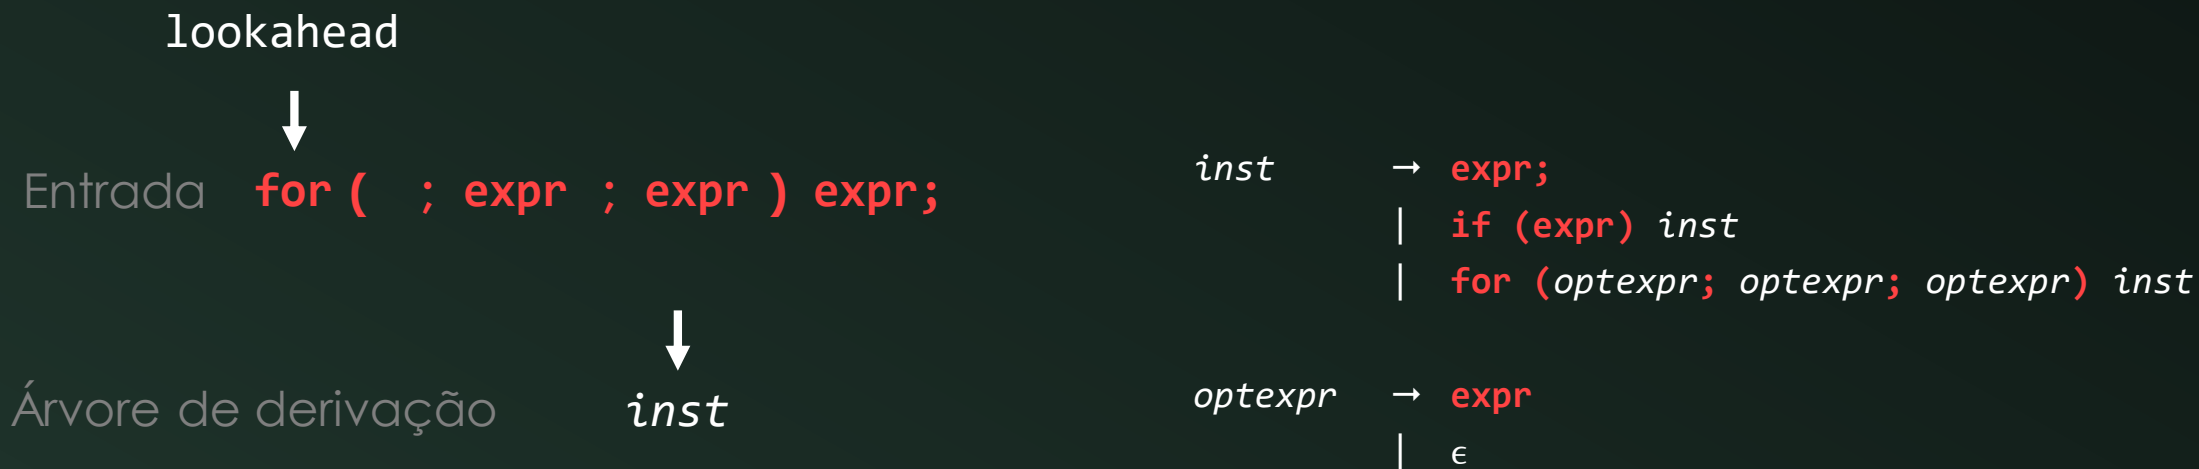 lookahead
Entrada for ( ; expr ; expr ) expr;
Árvore de derivação inst
inst → expr;
| if (expr) inst
| for (optexpr; optexpr; optexpr) inst
optexpr → expr
| ϵ